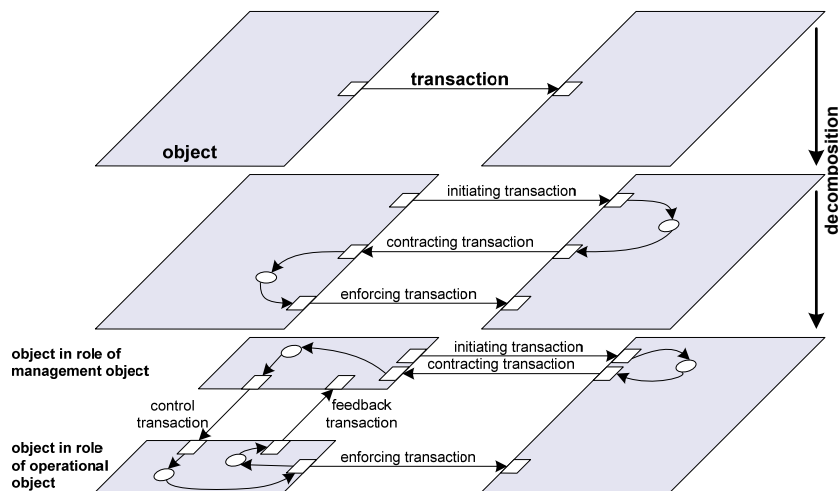 transaction
object
decomposition
initiating transaction
contracting transaction
enforcing transaction
object in role of
management object
initiating transaction
contracting transaction
control
transaction
feedback
transaction
object in role
of operational
object
enforcing transaction